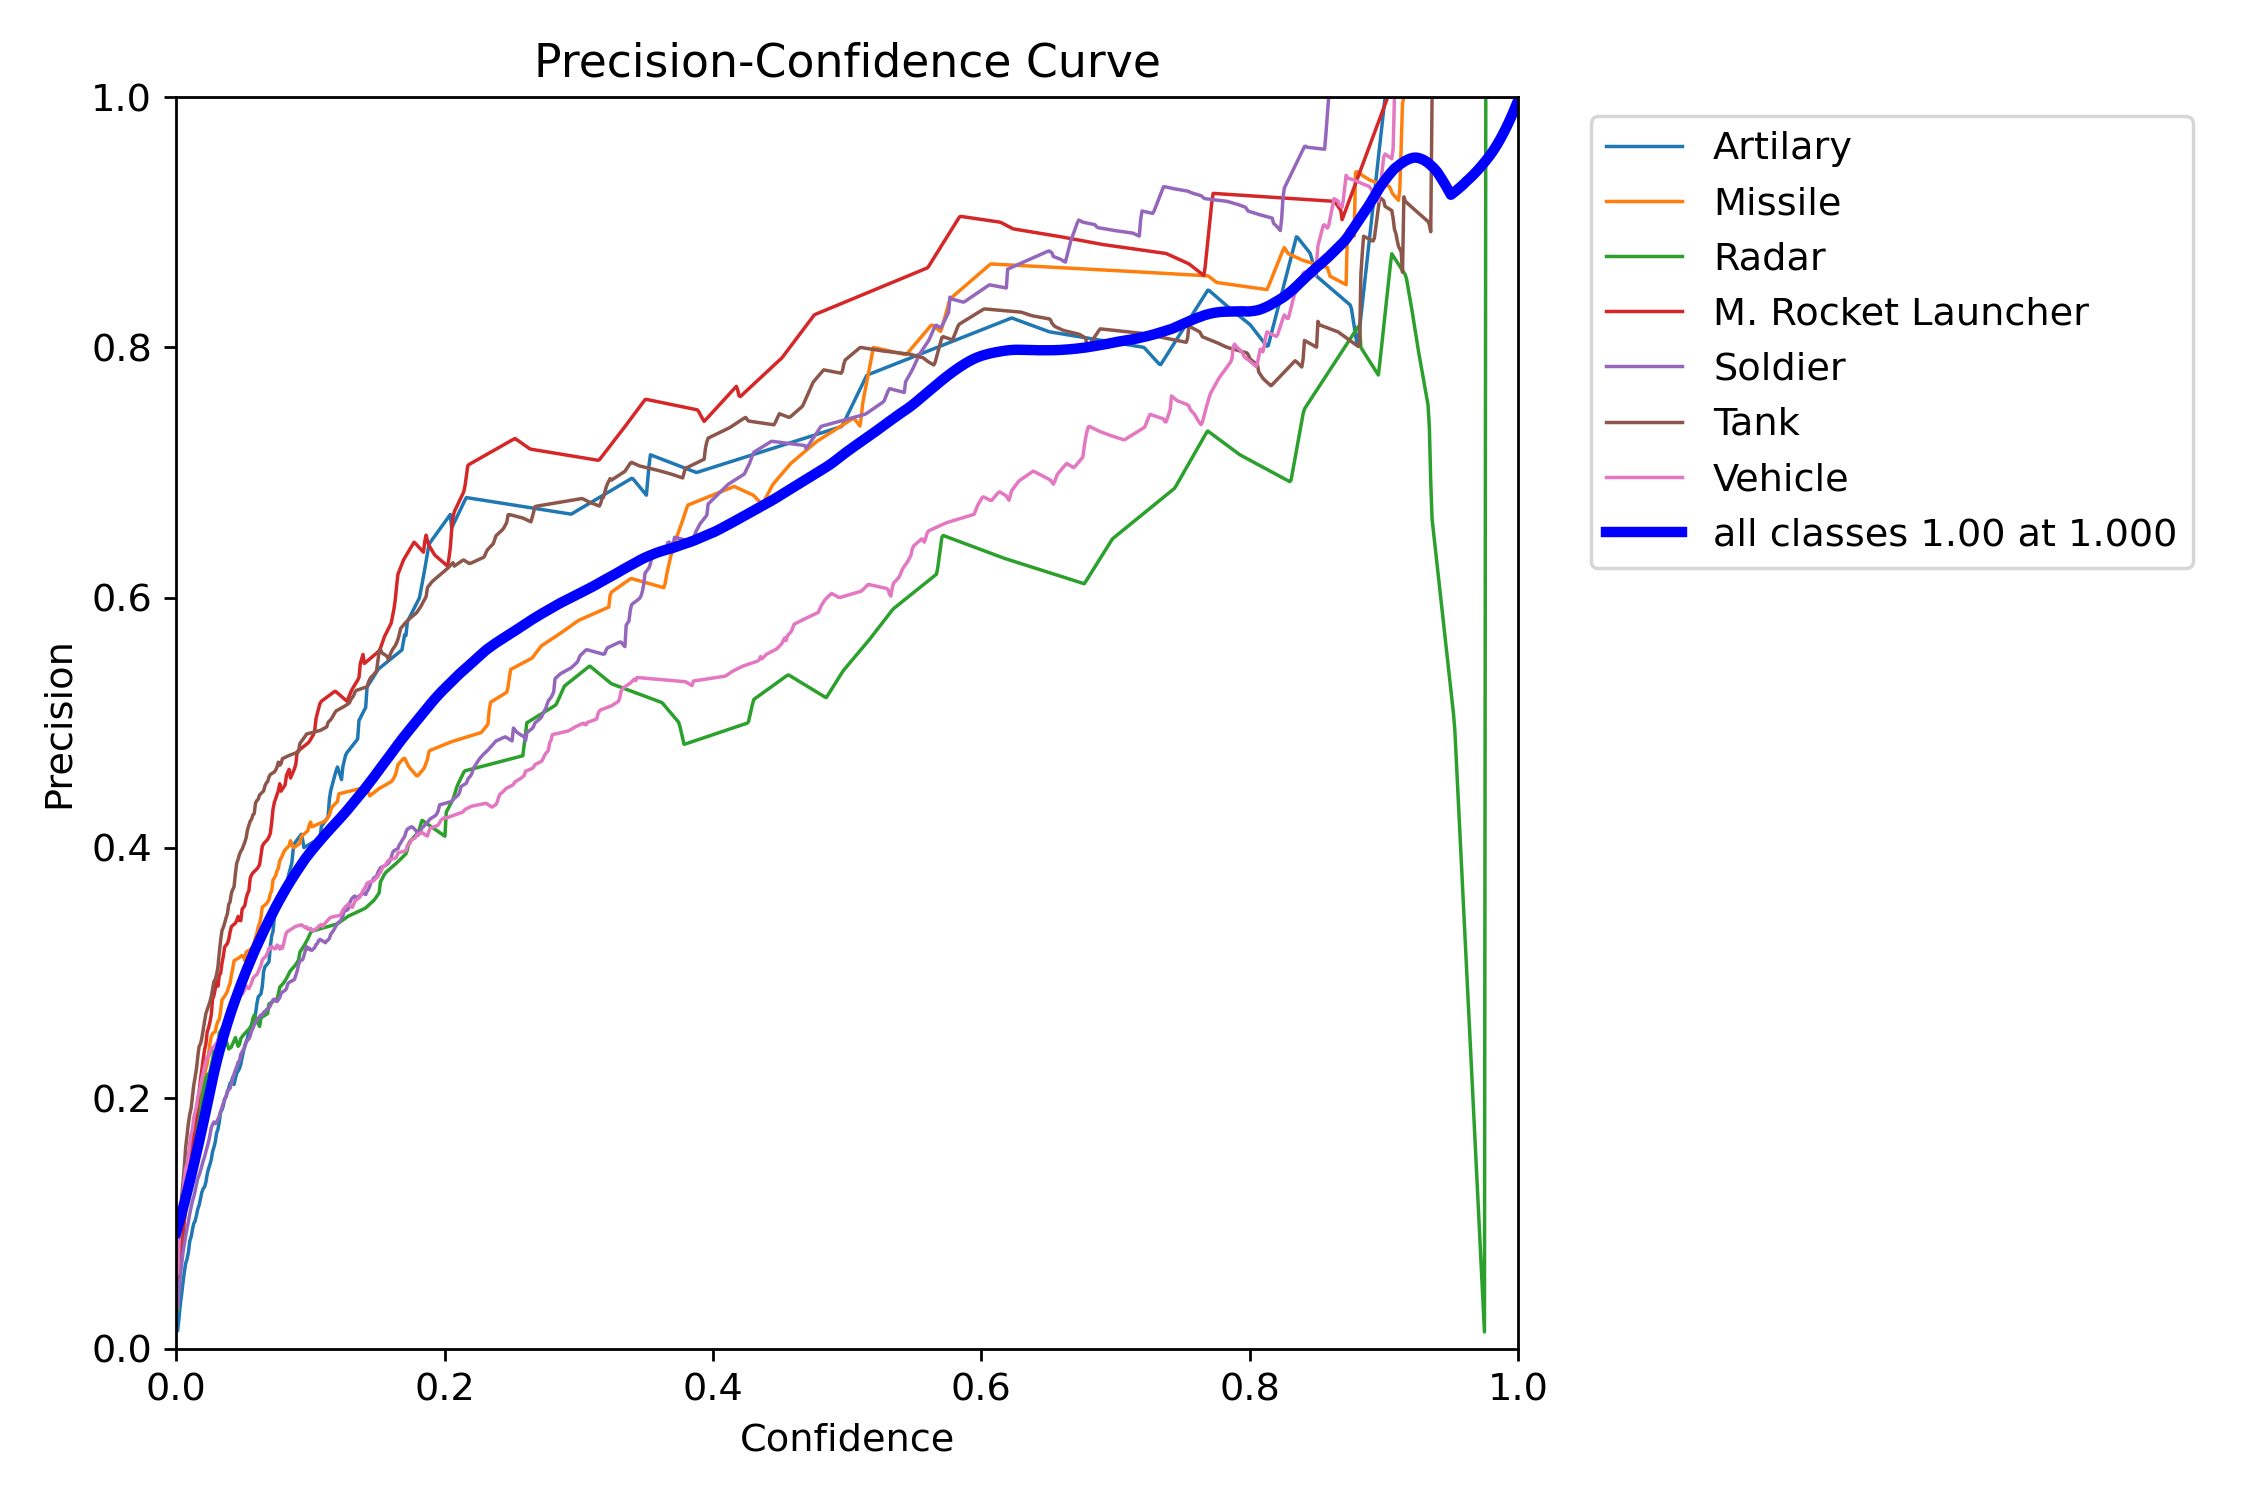 Precision-Confidence Curve
1.0
0.8
0.6
0.4
0.2
0.0
Precision
0.0 0.2 0.4 0.6 0.8 1.0
Confidence
Artilary
Missile
Radar
M. Rocket Launcher
Soldier
Tank
Vehicle
all classes 1.00 at 1.000